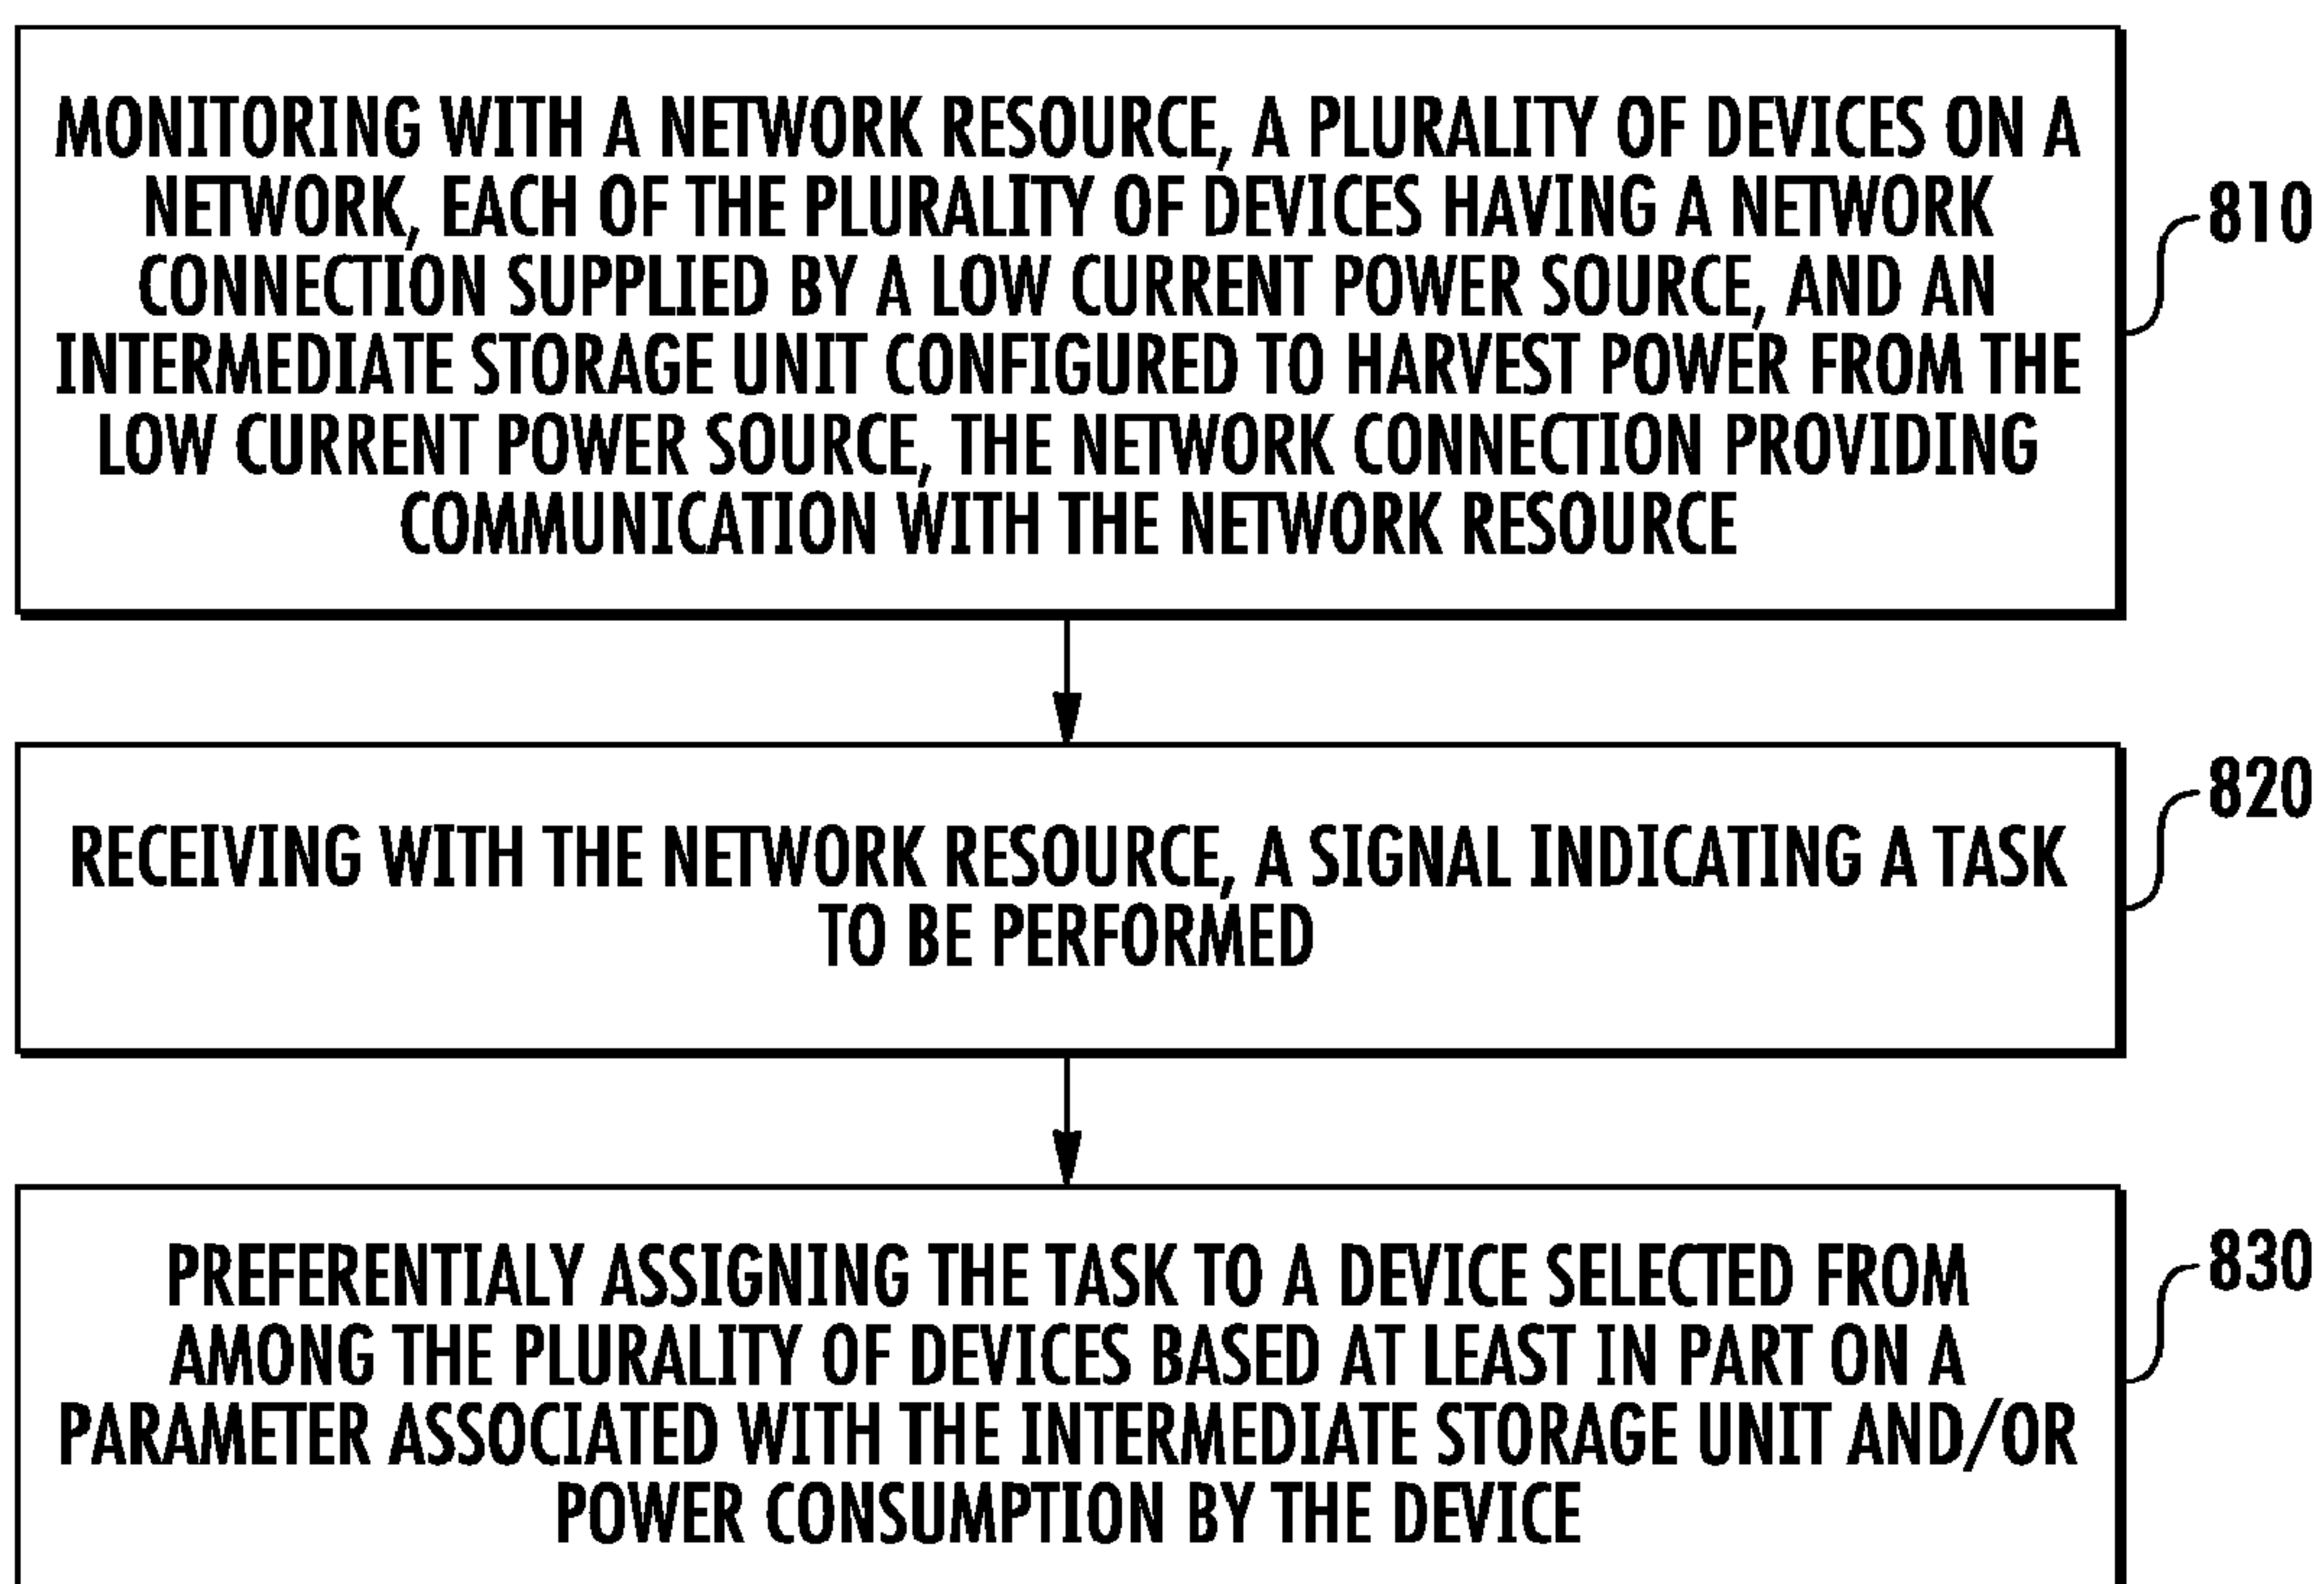 MONITORING WITH A NETWORK RESOURCE, A PLURALITY OF DEVICES ON A
NETWORK, EACH OF THE PLURALITY OF DEVICES HAVING A NETWORK
CONNECTION SUPPLIED BY A LOW CURRENT POWER SOURCE, AND AN
INTERMEDIATE STORAGE UNIT CONFIGURED TO HARVEST POWER FROM THE
LOW CURRENT POWER SOURCE, THE NETWORK CONNECTION PROVIDING
COMMUNICATION WITH THE NETWORK RESOURCE
810
RECEIVING WITH THE NETWORK RESOURCE, A SIGNAL INDICATING A TASK
TO BE PERFORMED
820
PREFERENTIALY ASSIGNING THE TASK TO A DEVICE SELECTED FROM
AMONG THE PLURALITY OF DEVICES BASED AT LEAST IN PART ON A
PARAMETER ASSOCIATED WITH THE INTERMEDIATE STORAGE UNIT AND/OR
POWER CONSUMPTION BY THE DEVICE
830